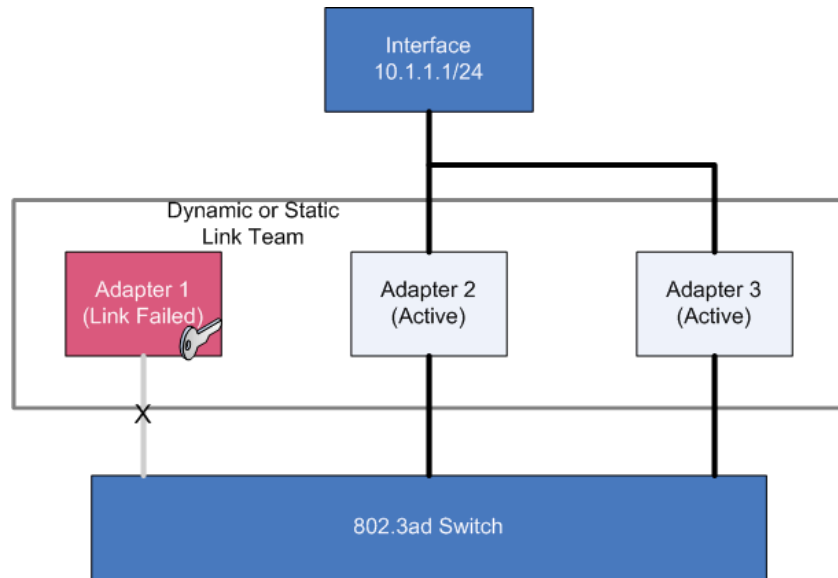 Interface
10.1.1.1/24
Dynamic or Static
Link Team
Adapter 1
(Link Failed)
Adapter 2
(Active)
Adapter 3
(Active)
X
802.3ad Switch